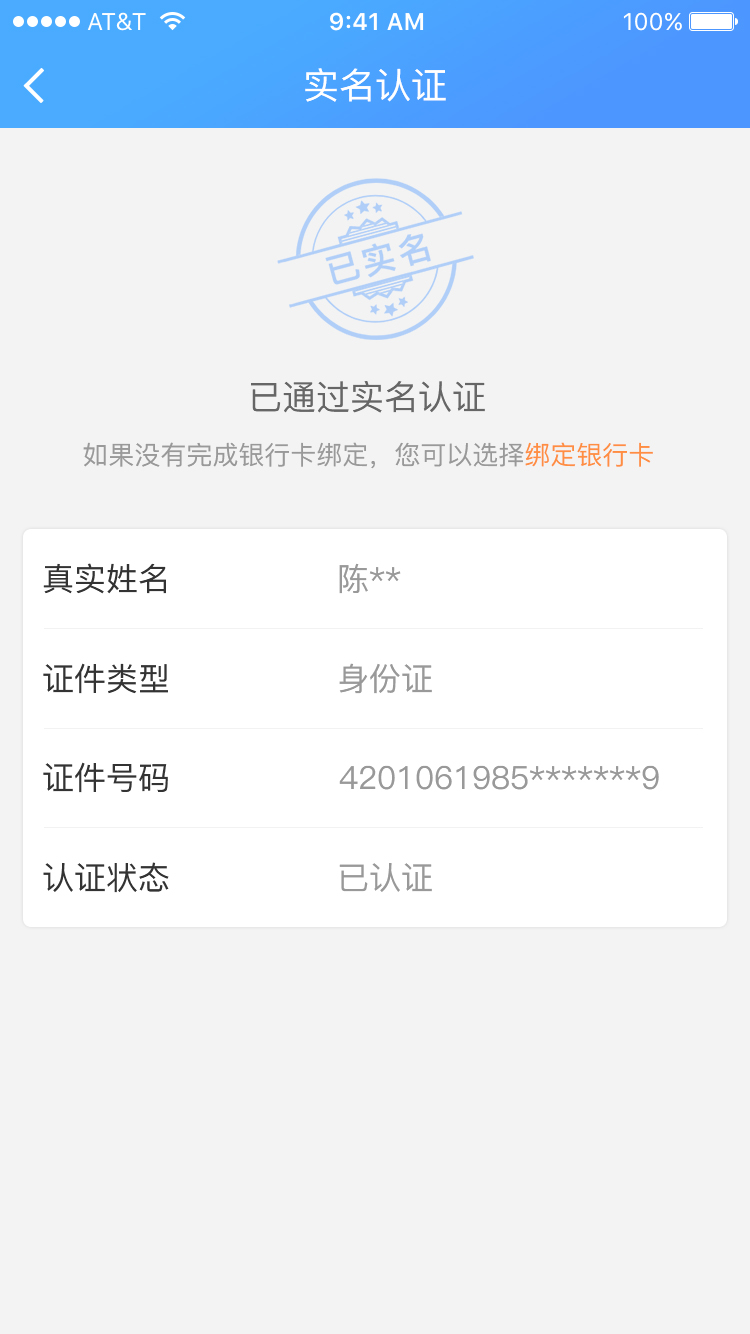 ●●●●● AT&T 9:41 AM 100%
实名认证
已实名
已通过实名认证
如果没有完成银行卡绑定，您可以选择绑定银行卡
真实姓名 陈**
证件类型 身份证
证件号码 4201061985*******9
认证状态 已认证